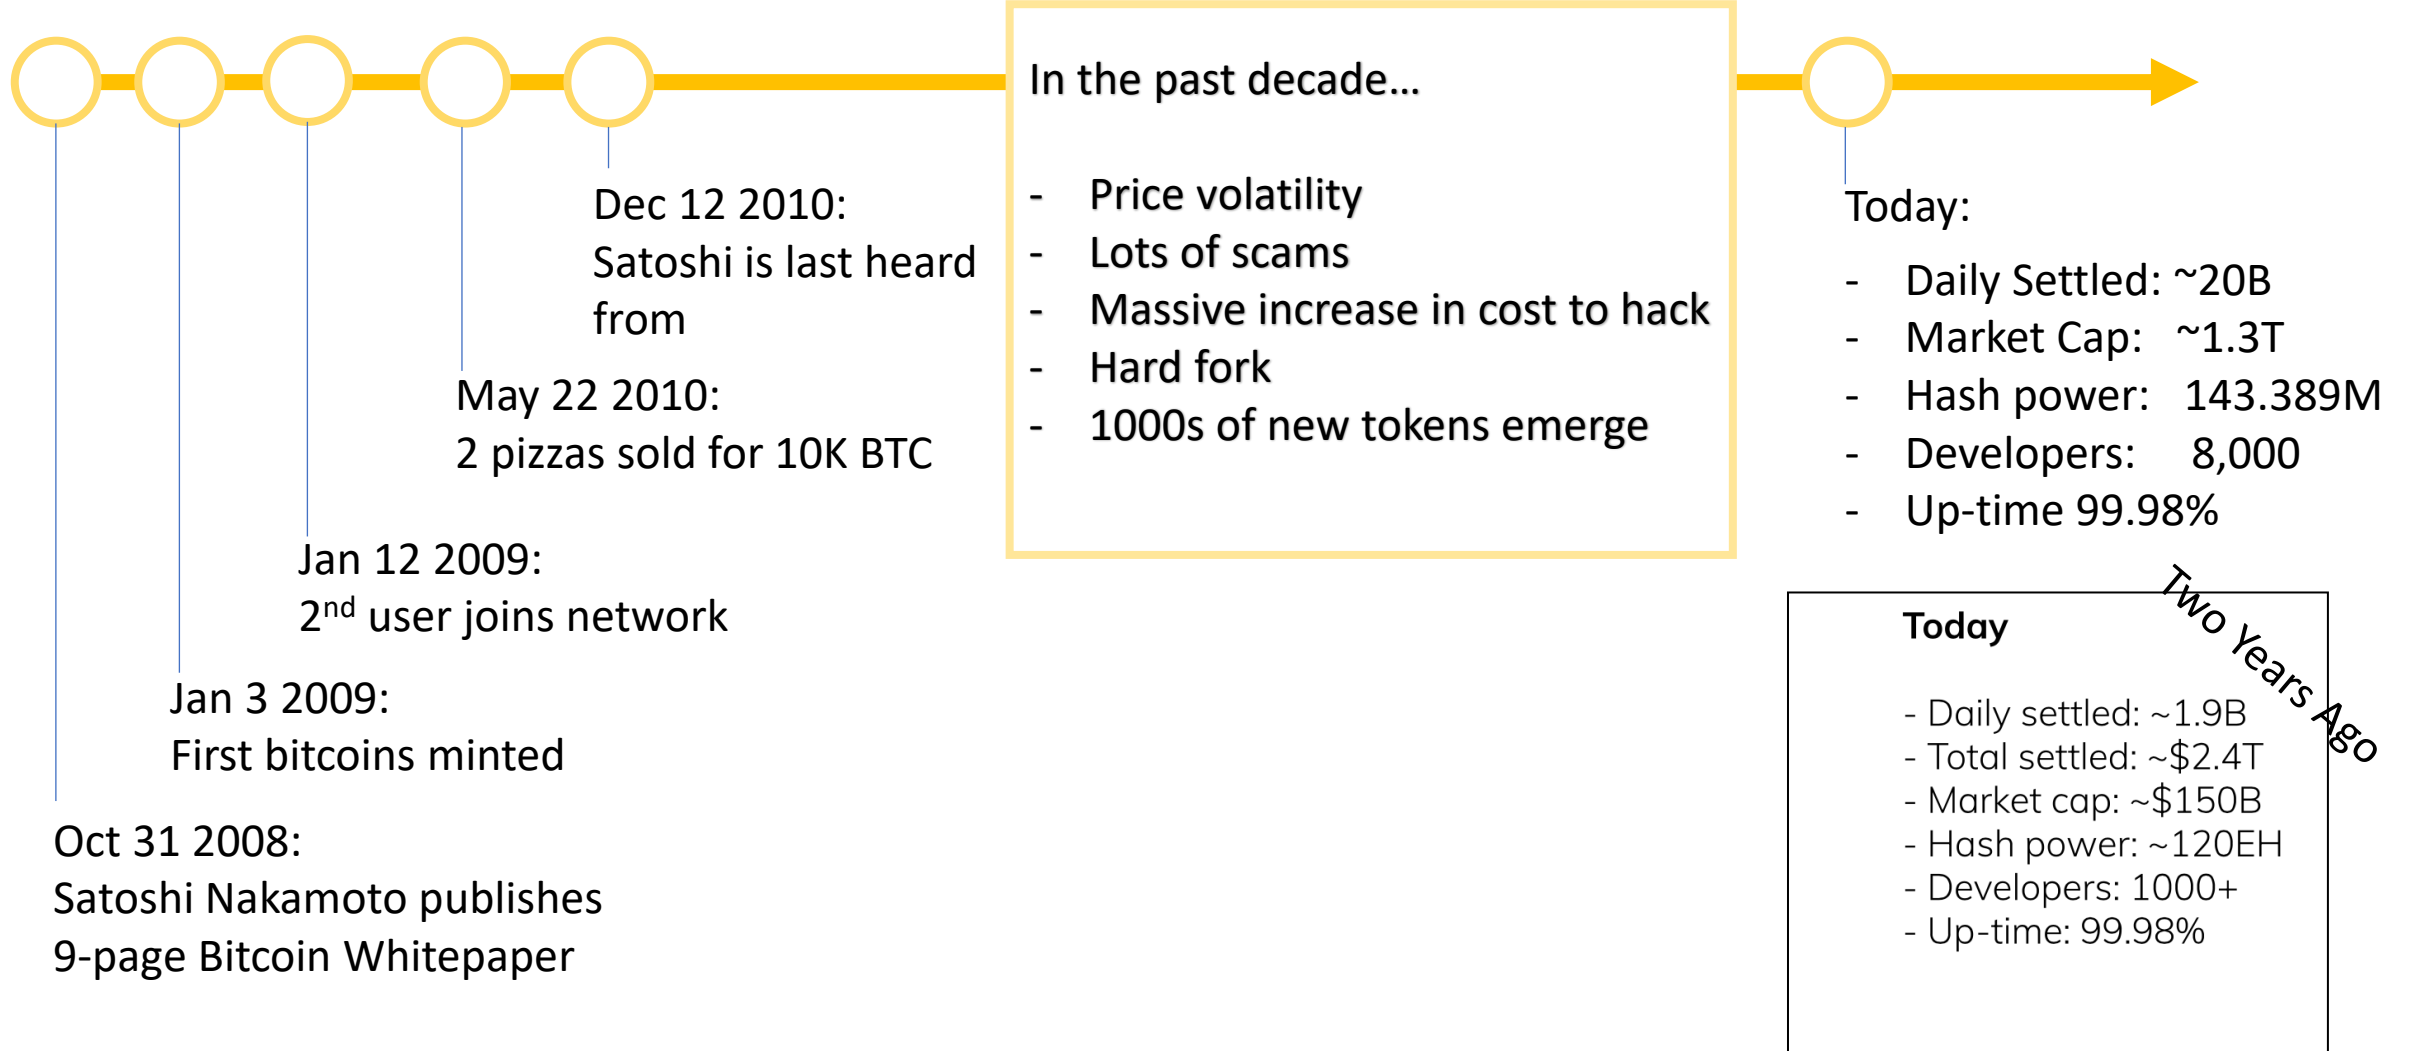 In the past decade...
- Price volatility
- Lots of scams
- Massive increase in cost to hack
- Hard fork
- 1000s of new tokens emerge
Dec 12 2010:
Satoshi is last heard
from
May 22 2010:
2 pizzas sold for 10K BTC
Jan 12 2009:
2nd user joins network
Jan 3 2009:
First bitcoins minted
Oct 31 2008:
Satoshi Nakamoto publishes
9-page Bitcoin Whitepaper
Today:
- Daily Settled: ~20B
- Market Cap: ~1.3T
- Hash power: 143.389M
- Developers: 8,000
- Up-time 99.98%
Two Years Ago
Today
- Daily settled: ~1.9B
- Total settled: ~$2.4T
- Market cap: ~$150B
- Hash power: ~120EH
- Developers: 1000+
- Up-time: 99.98%